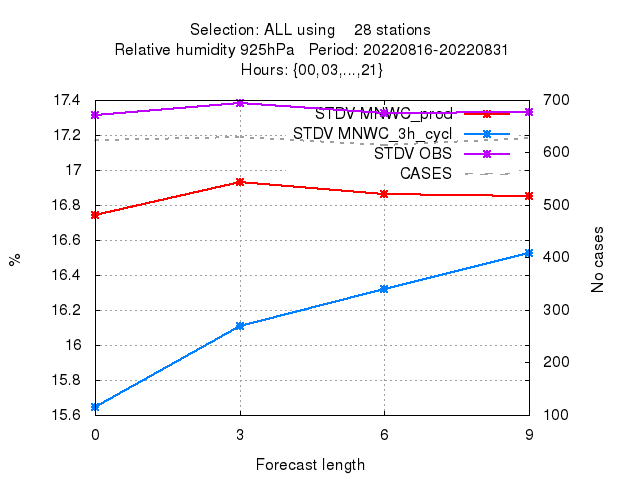 Selection: ALL using    28 stations
Relative humidity 925hPa   Period: 20220816-20220831
Hours: {00,03,...,21}
17.4
17.2
17
16.8
16.6
16.4
16.2
16
15.8
15.6
700
600
500
400
300
200
100
STDV MNWC_prod
STDV MNWC_3h_cycl
STDV OBS
CASES
%
No cases
0 3 6 9
Forecast length